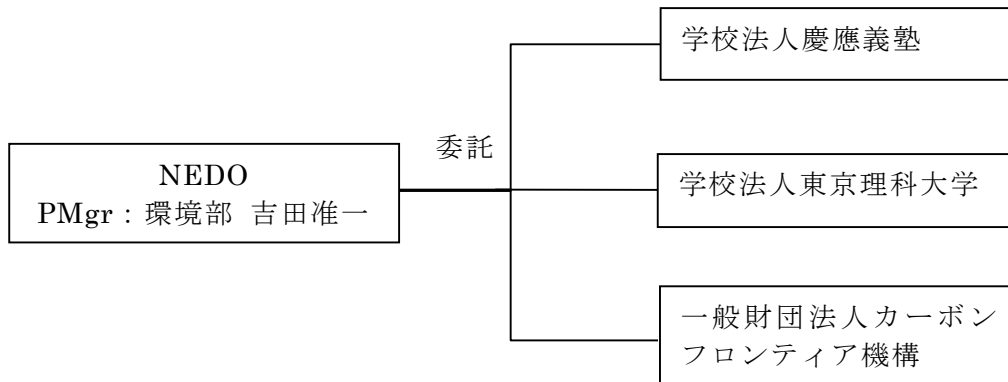 学校法人慶應義塾
委託
NEDO
PMgr：環境部 吉田准一
学校法人東京理科大学
一般財団法人カーボン
フロンティア機構